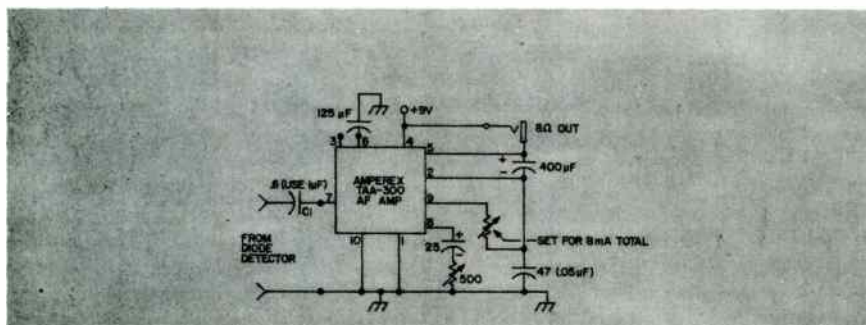 125 µF
+9V
8Ω OUT
3 6 4 5
+
-
400µF
2
AMPEREX
TAA-300
AF AMP
.6 (USE 1µF)
C1
7
9
8
+
25
-
SET FOR 8mA TOTAL
FROM
DIODE
DETECTOR
10 1
500
47 (.05µF)